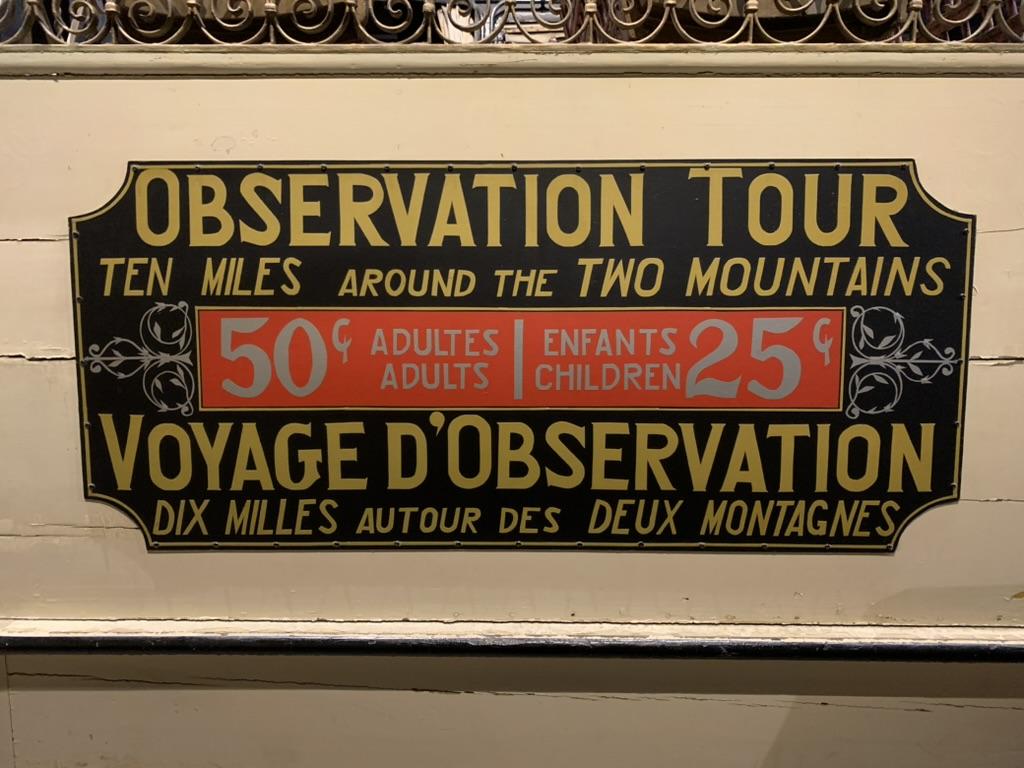 OBSERVATION TOUR
TEN MILES AROUND THE TWO MOUNTAINS
50¢ ADULTES | ENFANTS 25¢
ADULTS | CHILDREN
VOYAGE D'OBSERVATION
DIX MILLES AUTOUR DES DEUX MONTAGNES